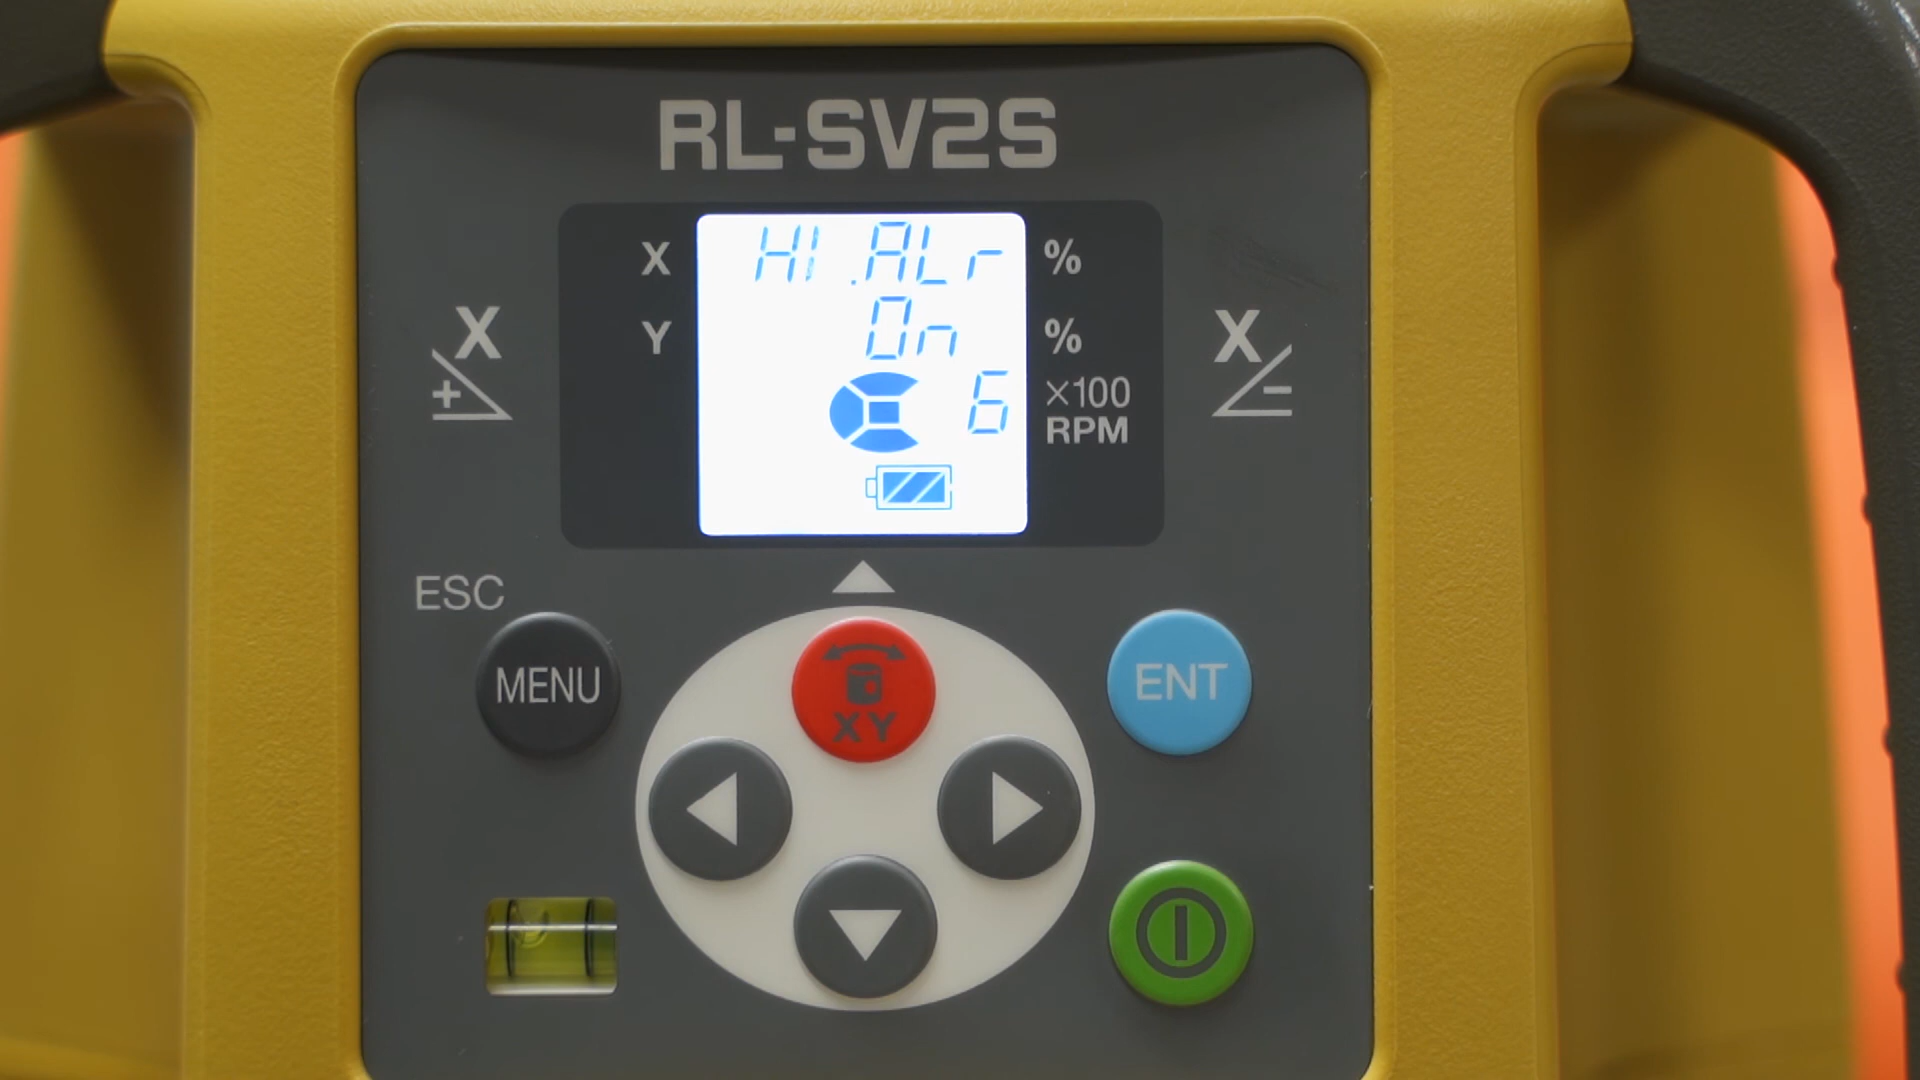 RL-SV2S
X HI.ALr %
Y On %
6 ×100 RPM
X + X -
ESC
MENU
XY
ENT